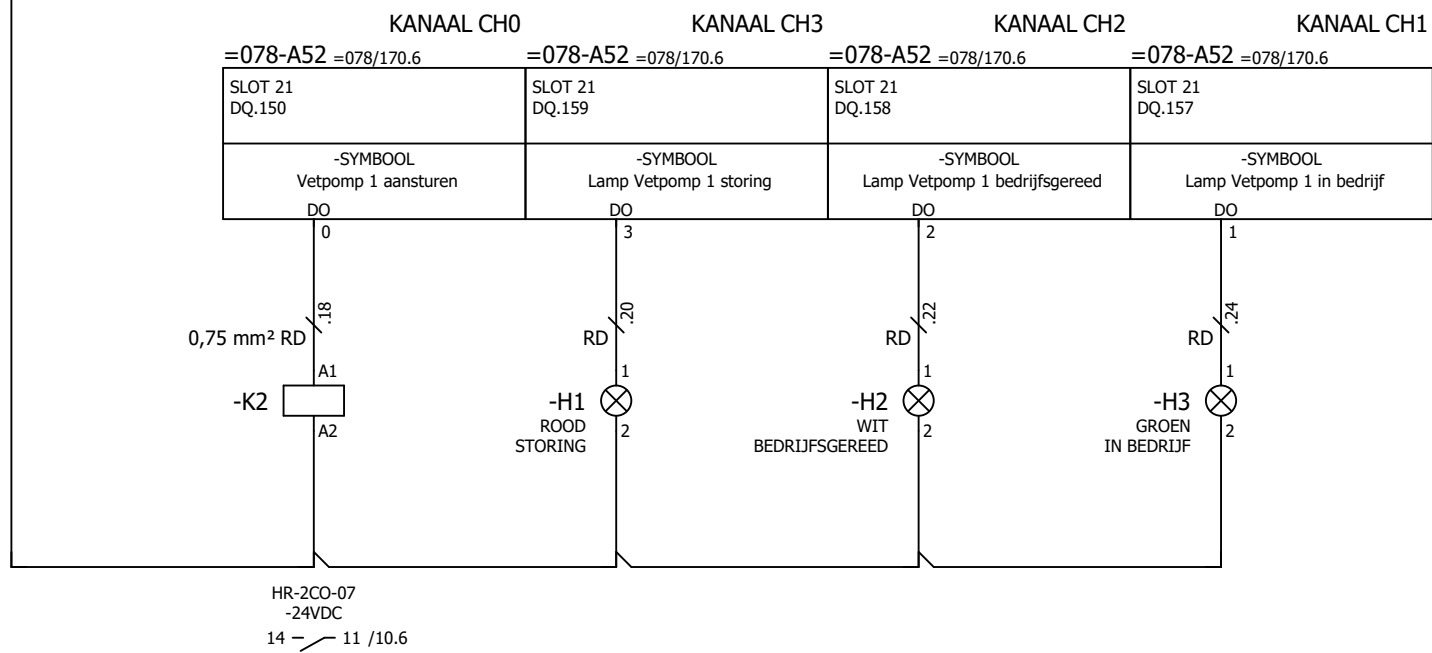 KANAAL CH0 KANAAL CH3 KANAAL CH2 KANAAL CH1
=078-A52 =078/170.6 =078-A52 =078/170.6 =078-A52 =078/170.6 =078-A52 =078/170.6
SLOT 21 SLOT 21 SLOT 21 SLOT 21
DQ.150 DQ.159 DQ.158 DQ.157
-SYMBOOL -SYMBOOL -SYMBOOL -SYMBOOL
Vetpomp 1 aansturen Lamp Vetpomp 1 storing Lamp Vetpomp 1 bedrijfsgereed Lamp Vetpomp 1 in bedrijf
DO DO DO DO
0 3 2 1
.18 .20 .22 .24
0,75 mm² RD RD RD RD
A1 1 1 1
-K2 -H1 -H2 -H3
A2 ROOD 2 WIT 2 GROEN 2
STORING BEDRIJFSGEREED IN BEDRIJF
HR-2CO-07
-24VDC
14 11 /10.6